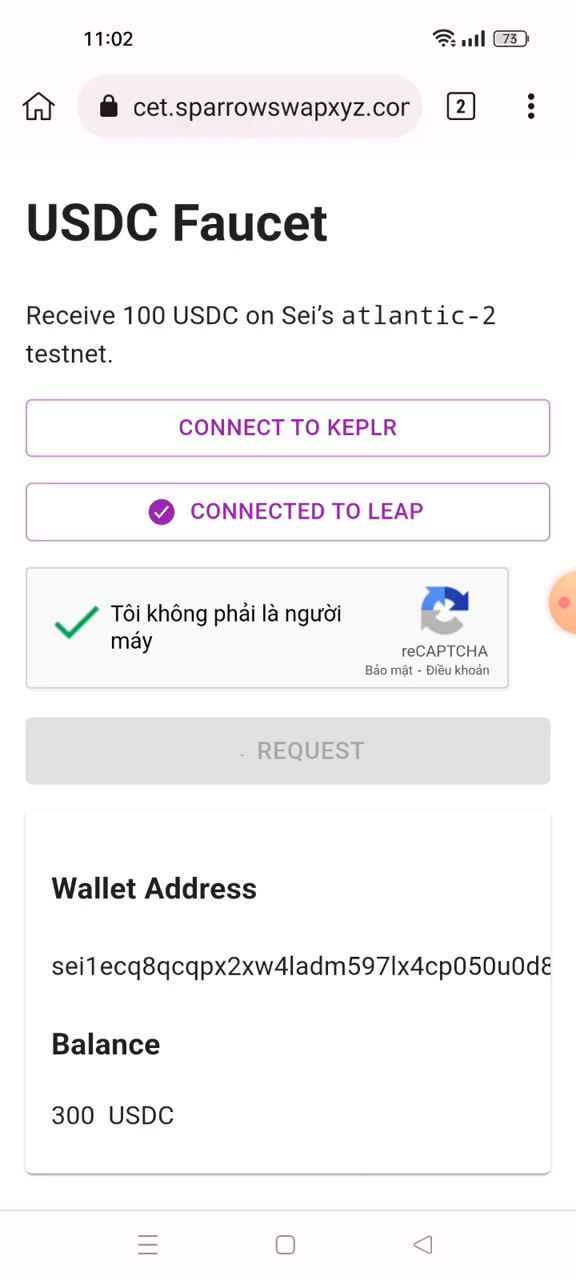 11:02
73
cet.sparrowswapxyz.cor
2
USDC Faucet
Receive 100 USDC on Sei’s atlantic-2
testnet.
CONNECT TO KEPLR
CONNECTED TO LEAP
Tôi không phải là người
máy
reCAPTCHA
Bảo mật - Điều khoản
REQUEST
Wallet Address
sei1ecq8qcqpx2xw4ladm597lx4cp050u0d8
Balance
300 USDC